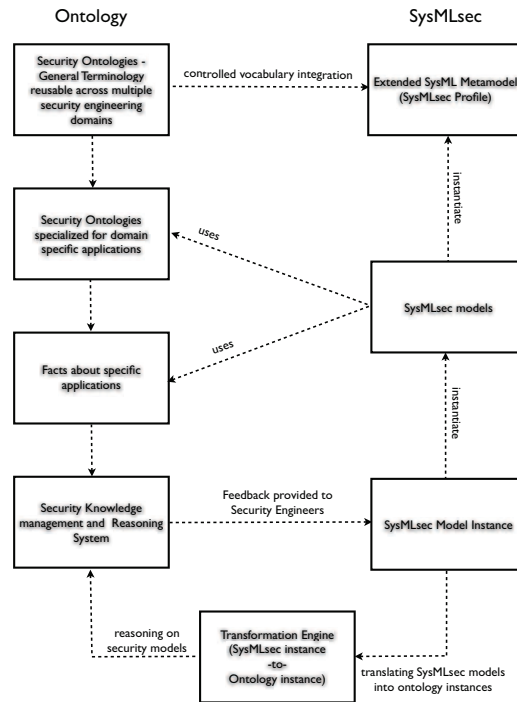 Ontology
SysMLsec
Security Ontologies -
General Terminology
reusable across multiple
security engineering
domains
controlled vocabulary integration
Extended SysML Metamodel
(SysMLsec Profile)
instantiate
Security Ontologies
specialized for domain
specific applications
uses
SysMLsec models
uses
Facts about specific
applications
instantiate
Security Knowledge
management and Reasoning
System
Feedback provided to
Security Engineers
SysMLsec Model Instance
reasoning on
security models
Transformation Engine
(SysMLsec instance
-to-
Ontology instance)
translating SysMLsec models
into ontology instances